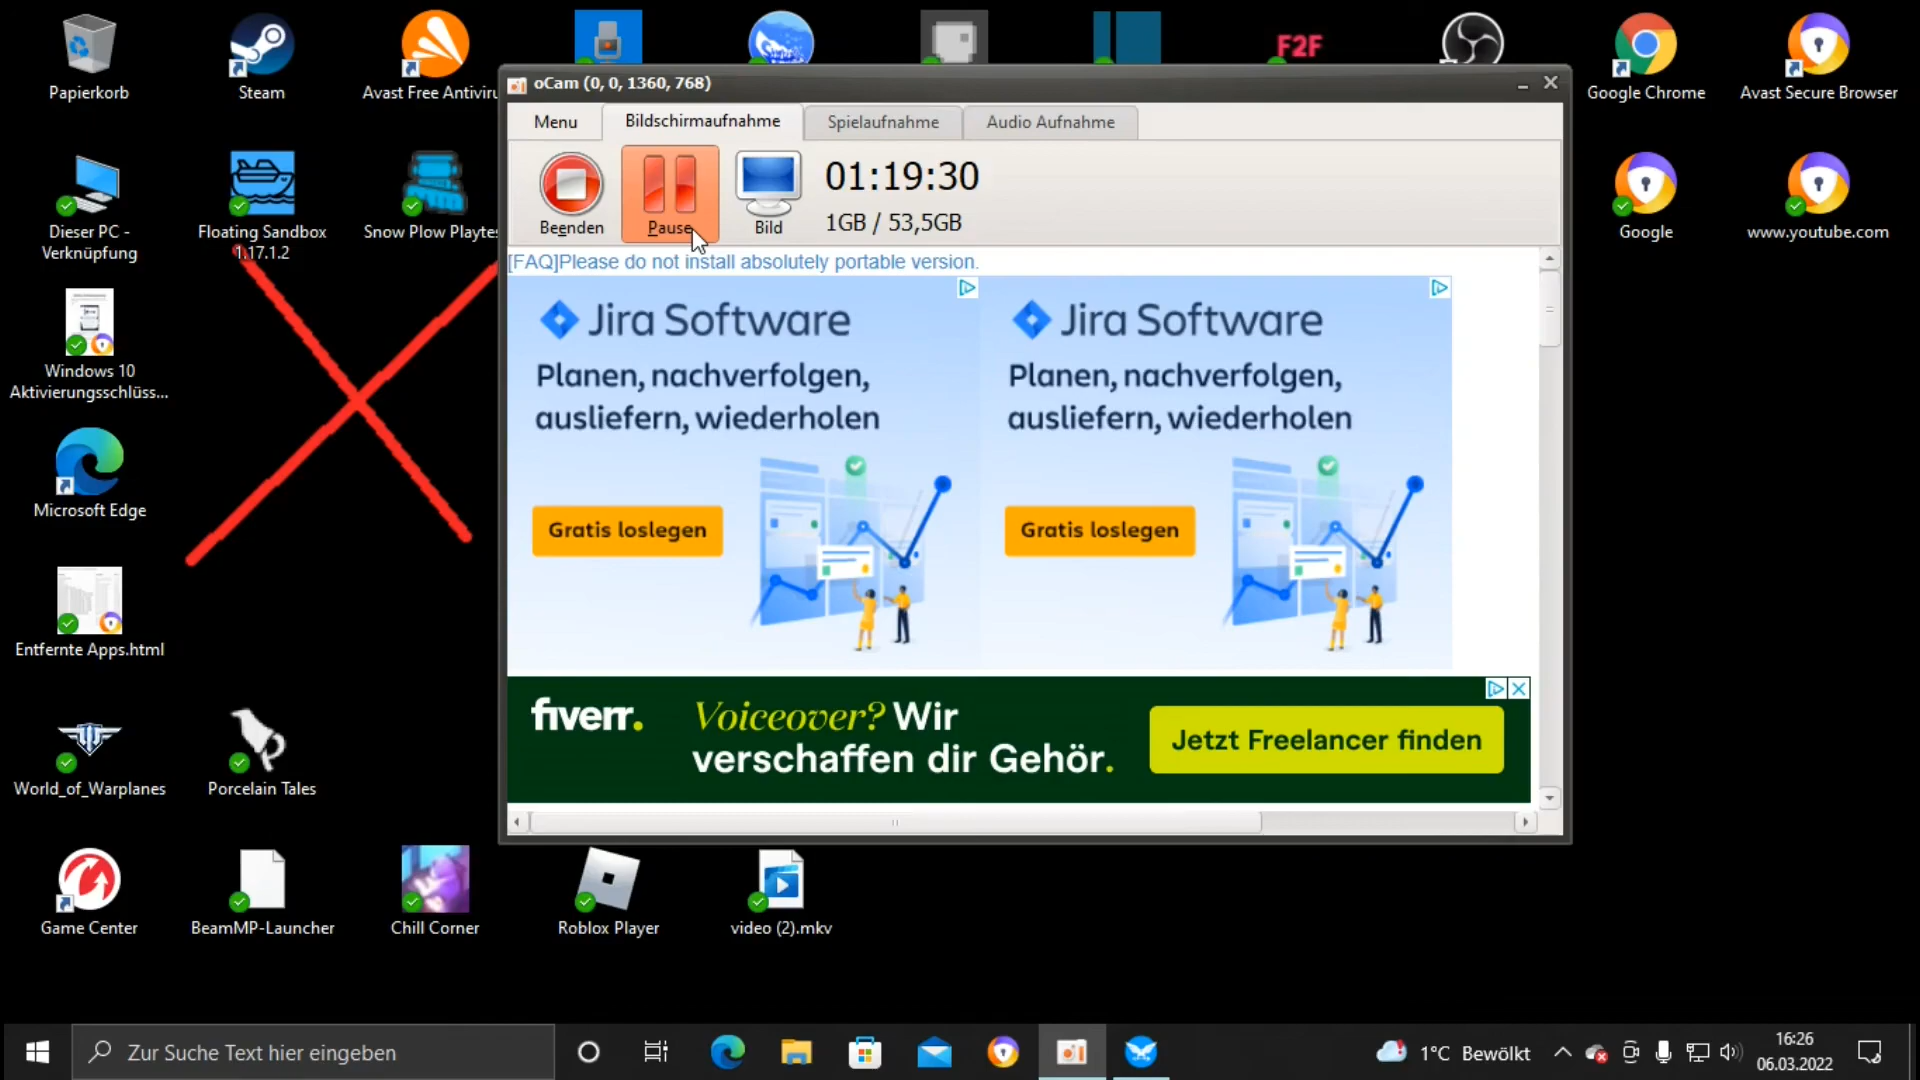 F2F
Papierkorb
Steam
Avast Free Antiviru
Google Chrome
Avast Secure Browser
oCam (0, 0, 1360, 768)
Menu
Bildschirmaufnahme
Spielaufnahme
Audio Aufnahme
Beenden
Pause
Bild
01:19:30
1GB / 53,5GB
Dieser PC -
Verknüpfung
Floating Sandbox
1.17.1.2
Snow Plow Playtes
Google
www.youtube.com
[FAQ]Please do not install absolutely portable version.
Jira Software
Planen, nachverfolgen,
ausliefern, wiederholen
Gratis loslegen
Jira Software
Planen, nachverfolgen,
ausliefern, wiederholen
Gratis loslegen
Windows 10
Aktivierungsschlüss...
Microsoft Edge
Entfernte Apps.html
fiverr.
Voiceover? Wir
verschaffen dir Gehör.
Jetzt Freelancer finden
World_of_Warplanes
Porcelain Tales
Game Center
BeamMP-Launcher
Chill Corner
Roblox Player
video (2).mkv
Zur Suche Text hier eingeben
1°C Bewölkt
16:26
06.03.2022